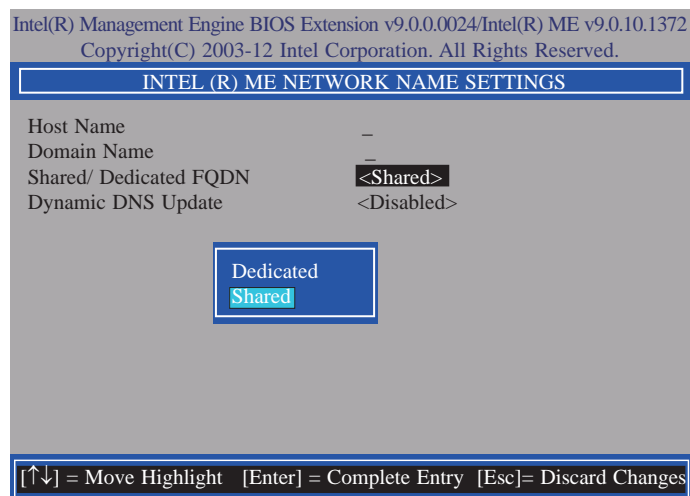 Intel(R) Management Engine BIOS Extension v9.0.0.0024/Intel(R) ME v9.0.10.1372
Copyright(C) 2003-12 Intel Corporation. All Rights Reserved.
INTEL (R) ME NETWORK NAME SETTINGS
Host Name _
Domain Name _
Shared/ Dedicated FQDN <Shared>
Dynamic DNS Update <Disabled>
Dedicated
Shared
[↑↓] = Move Highlight [Enter] = Complete Entry [Esc]= Discard Changes